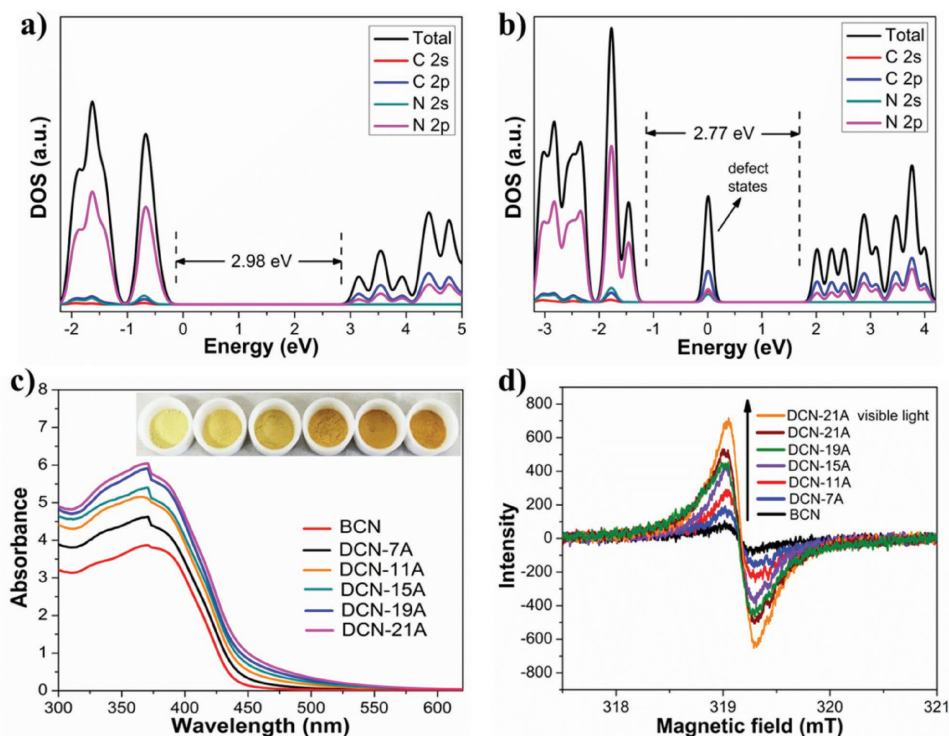 a)
Total
C 2s
C 2p
N 2s
N 2p
2.98 eV
DOS (a.u.)
-2 -1 0 1 2 3 4 5
Energy (eV)
b)
Total
C 2s
C 2p
N 2s
N 2p
2.77 eV
defect
states
DOS (a.u.)
-3 -2 -1 0 1 2 3 4
Energy (eV)
c)
8
7
6
5
4
3
2
1
0
Absorbance
BCN
DCN-7A
DCN-11A
DCN-15A
DCN-19A
DCN-21A
300 350 400 450 500 550 600
Wavelength (nm)
d)
800
600
400
200
0
-200
-400
-600
-800
Intensity
DCN-21A visible light
DCN-21A
DCN-19A
DCN-15A
DCN-11A
DCN-7A
BCN
318 319 320 321
Magnetic field (mT)